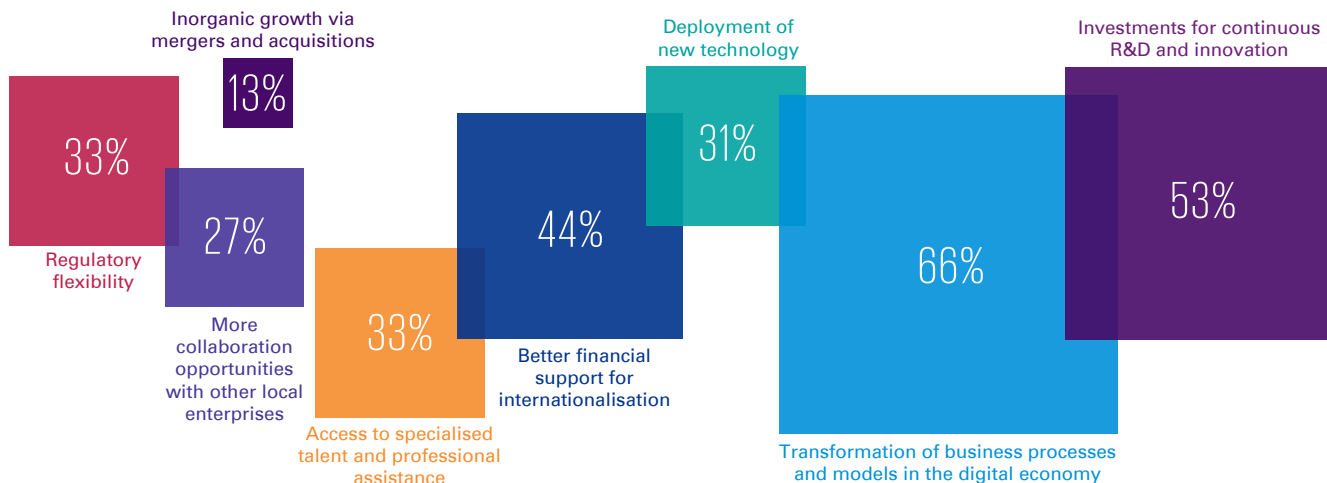 33%
Regulatory
flexibility
Inorganic growth via
mergers and acquisitions
13%
27%
More
collaboration
opportunities
with other local
enterprises
33%
Access to specialised
talent and professional
assistance
44%
Better financial
support for
internationalisation
Deployment of
new technology
31%
66%
Transformation of business processes
and models in the digital economy
Investments for continuous
R&D and innovation
53%